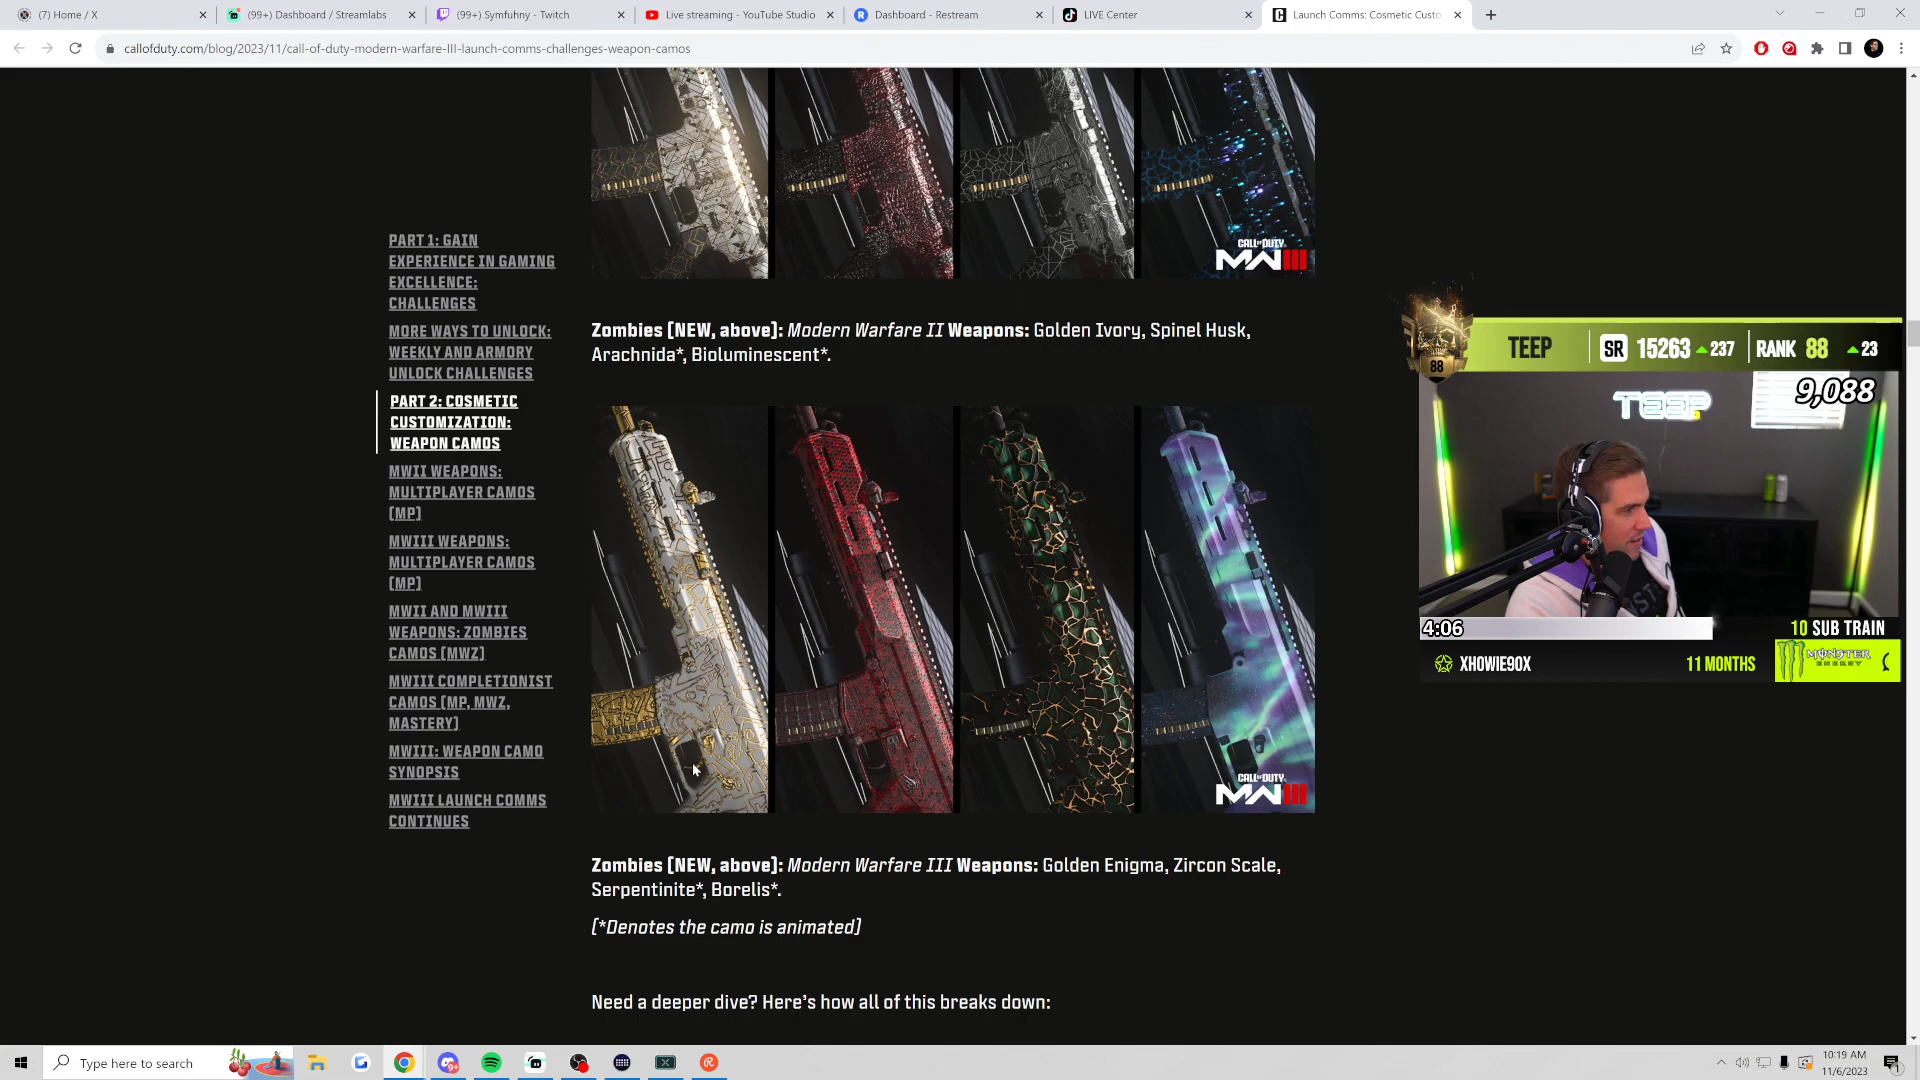 (7) Home / X
(99+) Dashboard / Streamlabs
(99+) Symfuhny - Twitch
Live streaming - YouTube Studio
Dashboard - Restream
LIVE Center
Launch Comms: Cosmetic Custo
callofduty.com/blog/2023/11/call-of-duty-modern-warfare-III-launch-comms-challenges-weapon-camos
PART 1: GAIN
EXPERIENCE IN GAMING
EXCELLENCE:
CHALLENGES
MORE WAYS TO UNLOCK:
WEEKLY AND ARMORY
UNLOCK CHALLENGES
PART 2: COSMETIC
CUSTOMIZATION:
WEAPON CAMOS
MWII WEAPONS:
MULTIPLAYER CAMOS
(MP)
MWIII WEAPONS:
MULTIPLAYER CAMOS
(MP)
MWII AND MWIII
WEAPONS: ZOMBIES
CAMOS (MWZ)
MWIII COMPLETIONIST
CAMOS (MP, MWZ,
MASTERY)
MWIII: WEAPON CAMO
SYNOPSIS
MWIII LAUNCH COMMS
CONTINUES
CALL OF DUTY
MWIII
Zombies [NEW, above]: Modern Warfare II Weapons: Golden Ivory, Spinel Husk,
Arachnida*, Bioluminescent*.
CALL OF DUTY
MWIII
Zombies [NEW, above]: Modern Warfare III Weapons: Golden Enigma, Zircon Scale,
Serpentinite*, Borelis*.
[*Denotes the camo is animated]
Need a deeper dive? Here's how all of this breaks down:
88
TEEP
SR 15263 237
RANK 88 23
9,088
TEEP
4:06
10 SUB TRAIN
XHOWIE90X
11 MONTHS
MONSTER
ENERGY
Type here to search
9+
10:19 AM
11/6/2023
1